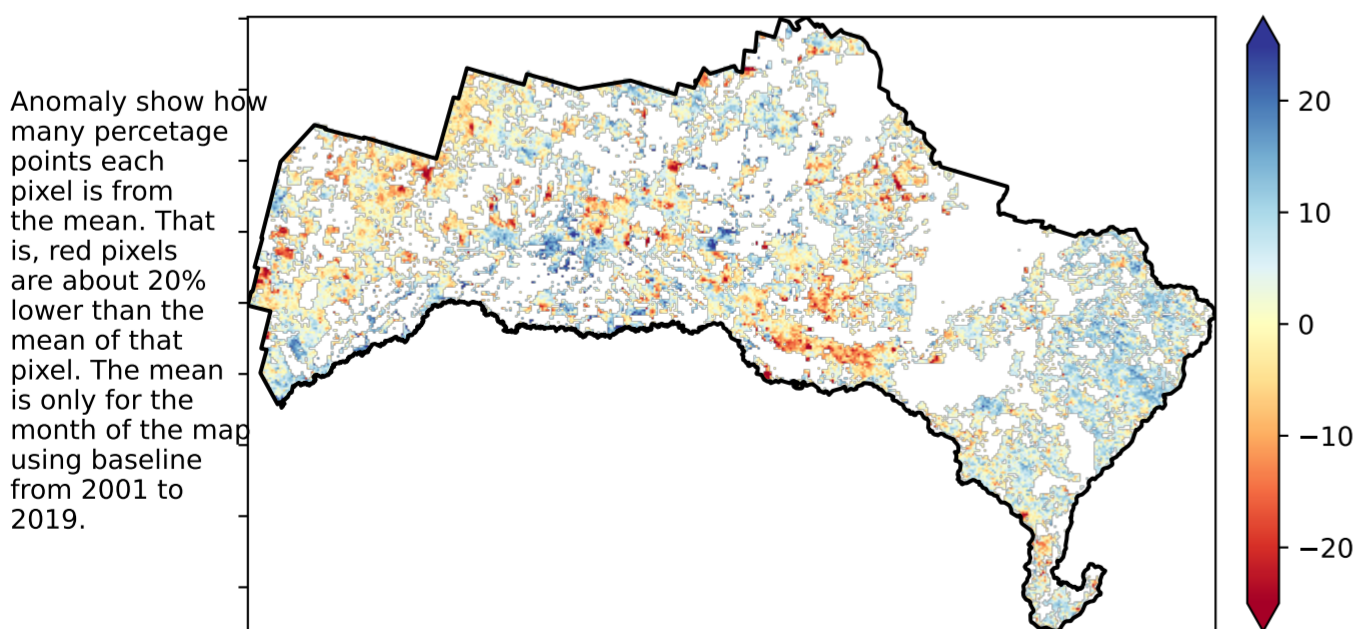 Anomaly show how
many percetage
points each
pixel is from
the mean. That
is, red pixels
are about 20%
lower than the
mean of that
pixel. The mean
is only for the
month of the map
using baseline
from 2001 to
2019.
20
10
0
−10
−20